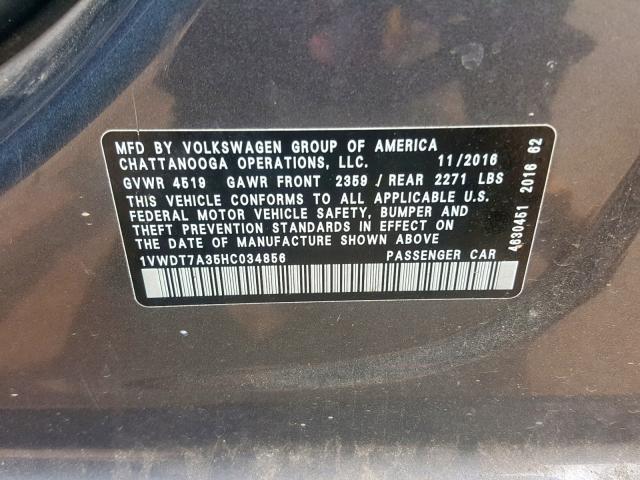 MFD BY VOLKSWAGEN GROUP OF AMERICA
CHATTANOOGA OPERATIONS, LLC. 11/2016
GVWR 4519 GAWR FRONT 2359 / REAR 2271 LBS
THIS VEHICLE CONFORMS TO ALL APPLICABLE U.S.
FEDERAL MOTOR VEHICLE SAFETY, BUMPER AND
THEFT PREVENTION STANDARDS IN EFFECT ON
THE DATE OF MANUFACTURE SHOWN ABOVE
1VWDT7A35HC034856 PASSENGER CAR
4630451 2016 62